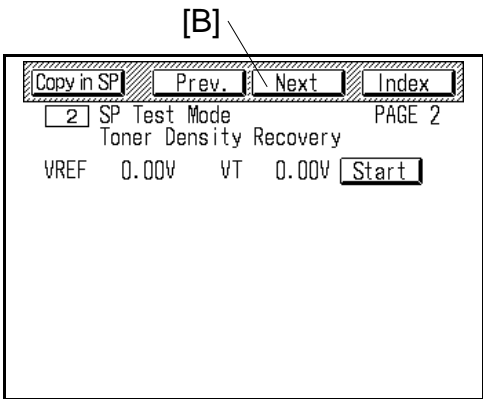 [B]
Copy in SP Prev. Next Index
2 SP Test Mode PAGE 2
Toner Density Recovery
VREF 0.00V VT 0.00V Start